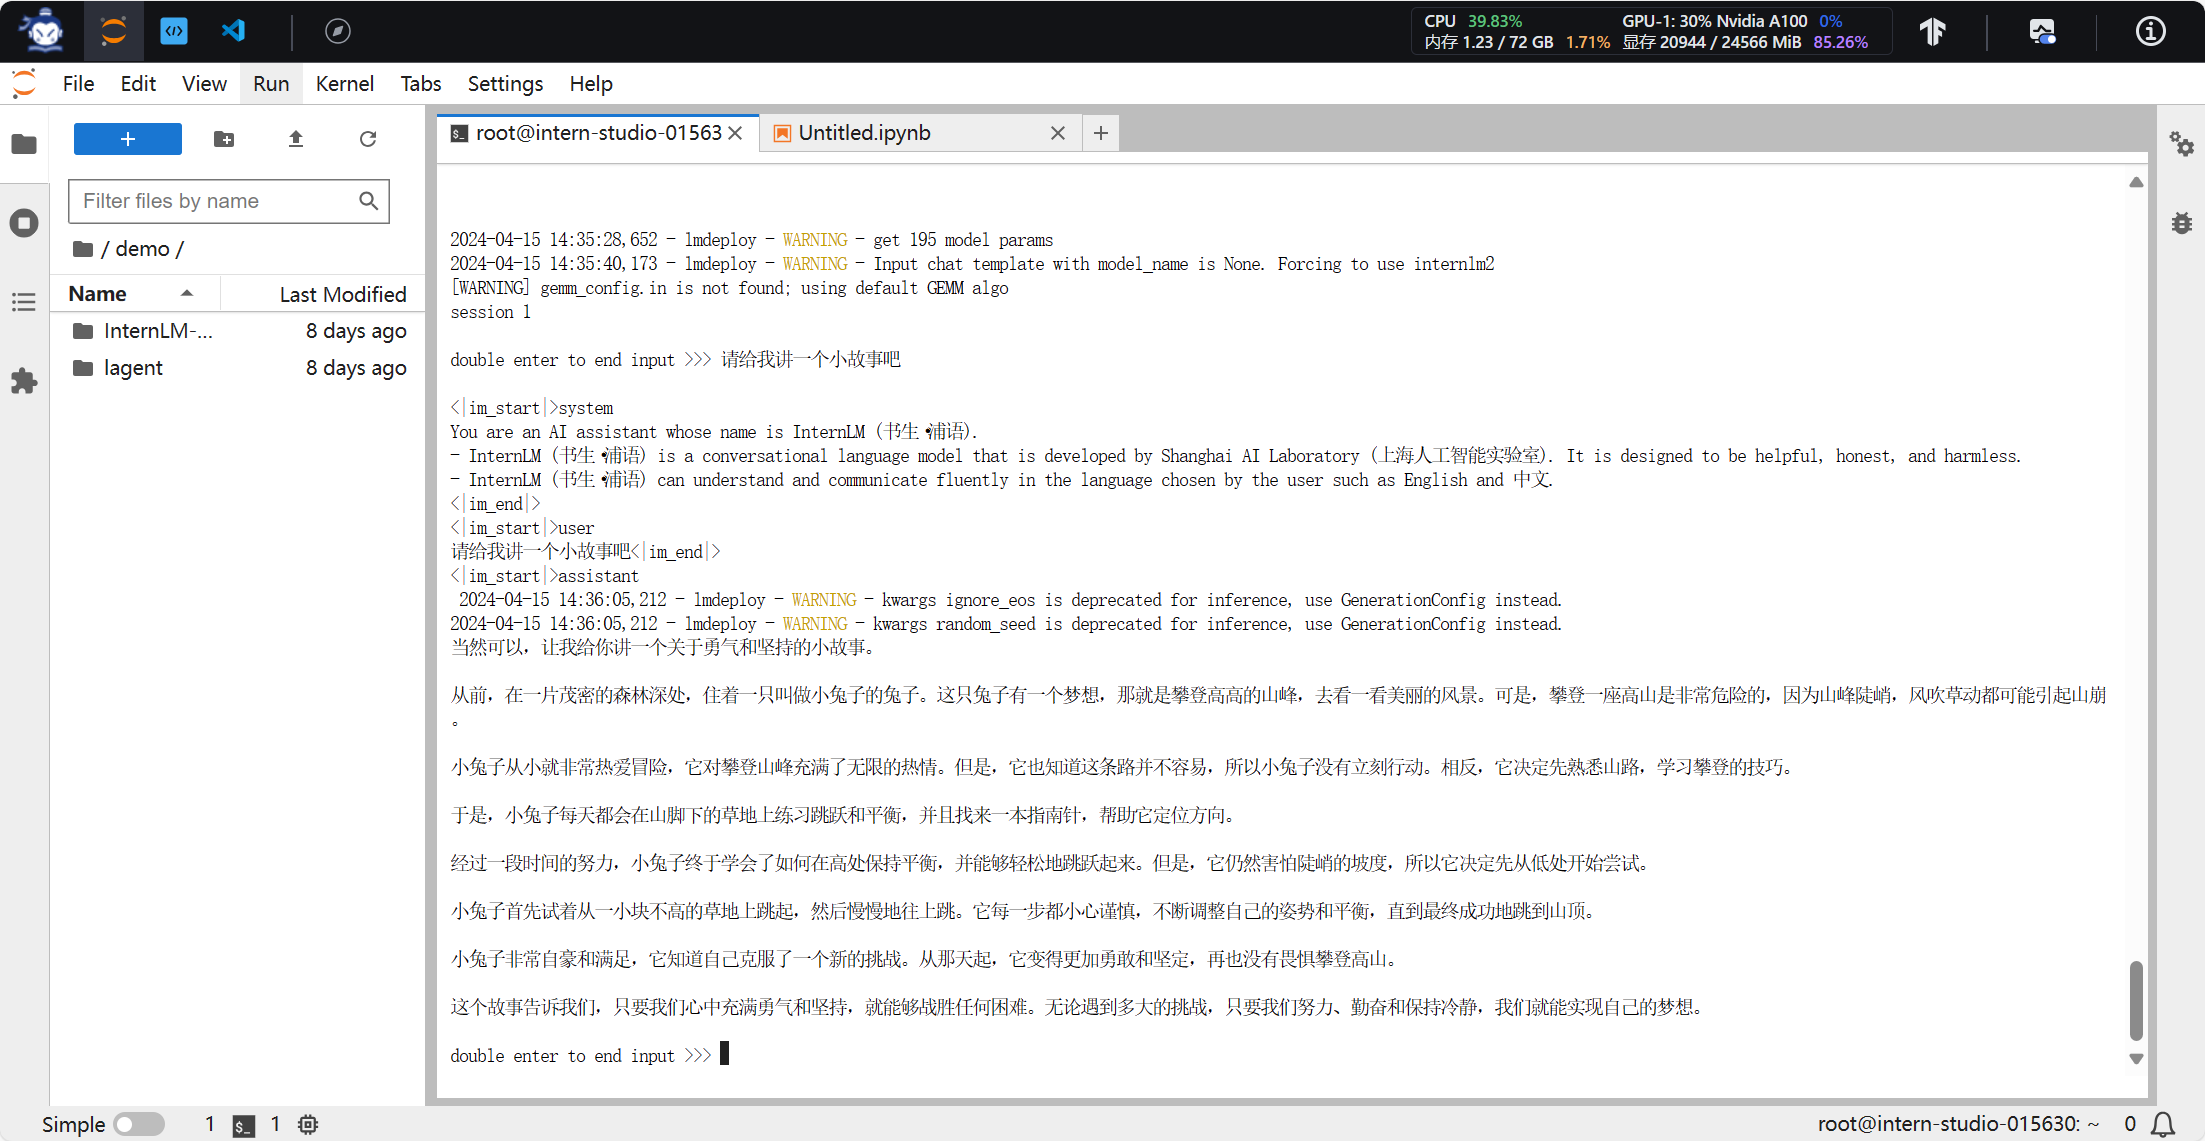 CPU 39.83% GPU-1: 30% Nvidia A100 0%
内存 1.23 / 72 GB 1.71% 显存 20944 / 24566 MiB 85.26%
File Edit View Run Kernel Tabs Settings Help
root@intern-studio-01563 Untitled.ipynb
Filter files by name
/ demo /
Name Last Modified
InternLM-... 8 days ago
lagent 8 days ago
2024-04-15 14:35:28,652 - lmdeploy - WARNING - get 195 model params
2024-04-15 14:35:40,173 - lmdeploy - WARNING - Input chat template with model_name is None. Forcing to use internlm2
[WARNING] gemm_config.in is not found; using default GEMM algo
session 1
double enter to end input >>> 请给我讲一个小故事吧
<|im_start|>system
You are an AI assistant whose name is InternLM (书生·浦语).
- InternLM (书生·浦语) is a conversational language model that is developed by Shanghai AI Laboratory (上海人工智能实验室). It is designed to be helpful, honest, and harmless.
- InternLM (书生·浦语) can understand and communicate fluently in the language chosen by the user such as English and 中文.
<|im_end|>
<|im_start|>user
请给我讲一个小故事吧<|im_end|>
<|im_start|>assistant
2024-04-15 14:36:05,212 - lmdeploy - WARNING - kwargs ignore_eos is deprecated for inference, use GenerationConfig instead.
2024-04-15 14:36:05,212 - lmdeploy - WARNING - kwargs random_seed is deprecated for inference, use GenerationConfig instead.
当然可以，让我给你讲一个关于勇气和坚持的小故事。
从前，在一片茂密的森林深处，住着一只叫做小兔子的兔子。这只兔子有一个梦想，那就是攀登高高的山峰，去看一看美丽的风景。可是，攀登一座高山是非常危险的，因为山峰陡峭，风吹草动都可能引起山崩
。
小兔子从小就非常热爱冒险，它对攀登山峰充满了无限的热情。但是，它也知道这条路并不容易，所以小兔子没有立刻行动。相反，它决定先熟悉山路，学习攀登的技巧。
于是，小兔子每天都会在山脚下的草地上练习跳跃和平衡，并且找来一本指南针，帮助它定位方向。
经过一段时间的努力，小兔子终于学会了如何在高处保持平衡，并能够轻松地跳跃起来。但是，它仍然害怕陡峭的坡度，所以它决定先从低处开始尝试。
小兔子首先试着从一小块不高的草地上跳起，然后慢慢地往上跳。它每一步都小心谨慎，不断调整自己的姿势和平衡，直到最终成功地跳到山顶。
小兔子非常自豪和满足，它知道自己克服了一个新的挑战。从那天起，它变得更加勇敢和坚定，再也没有畏惧攀登高山。
这个故事告诉我们，只要我们心中充满勇气和坚持，就能够战胜任何困难。无论遇到多大的挑战，只要我们努力、勤奋和保持冷静，我们就能实现自己的梦想。
double enter to end input >>>
Simple 1 1 root@intern-studio-015630: ~ 0